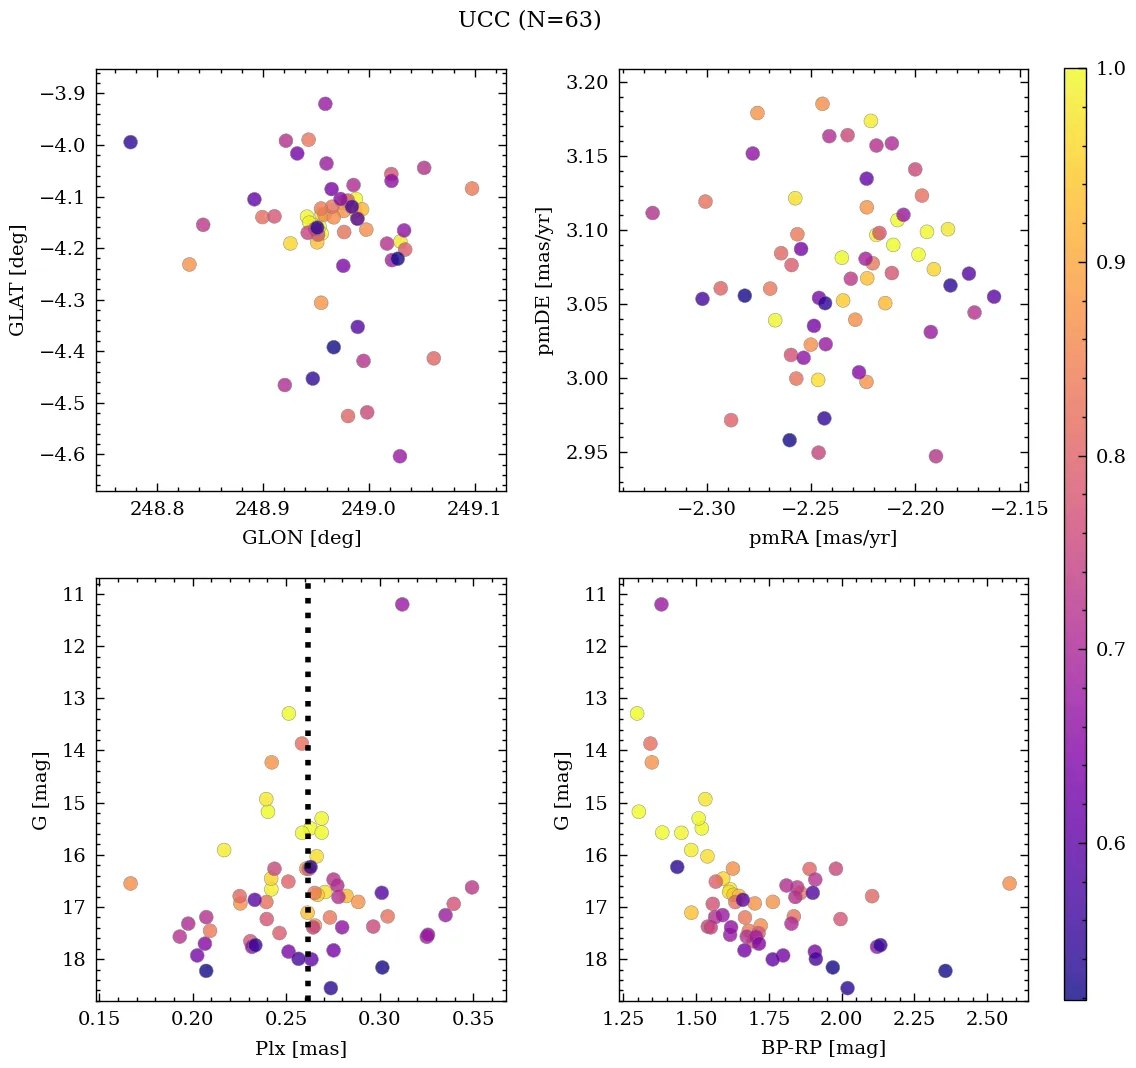 UCC (N=63)
−3.9
−4.0
−4.1
−4.2
−4.3
−4.4
−4.5
−4.6
GLAT [deg]
248.8 248.9 249.0 249.1
GLON [deg]
3.20
3.15
3.10
3.05
3.00
2.95
pmDE [mas/yr]
−2.30 −2.25 −2.20 −2.15
pmRA [mas/yr]
11
12
13
14
15
16
17
18
G [mag]
0.15 0.20 0.25 0.30 0.35
Plx [mas]
11
12
13
14
15
16
17
18
G [mag]
1.25 1.50 1.75 2.00 2.25 2.50
BP-RP [mag]
1.0
0.9
0.8
0.7
0.6